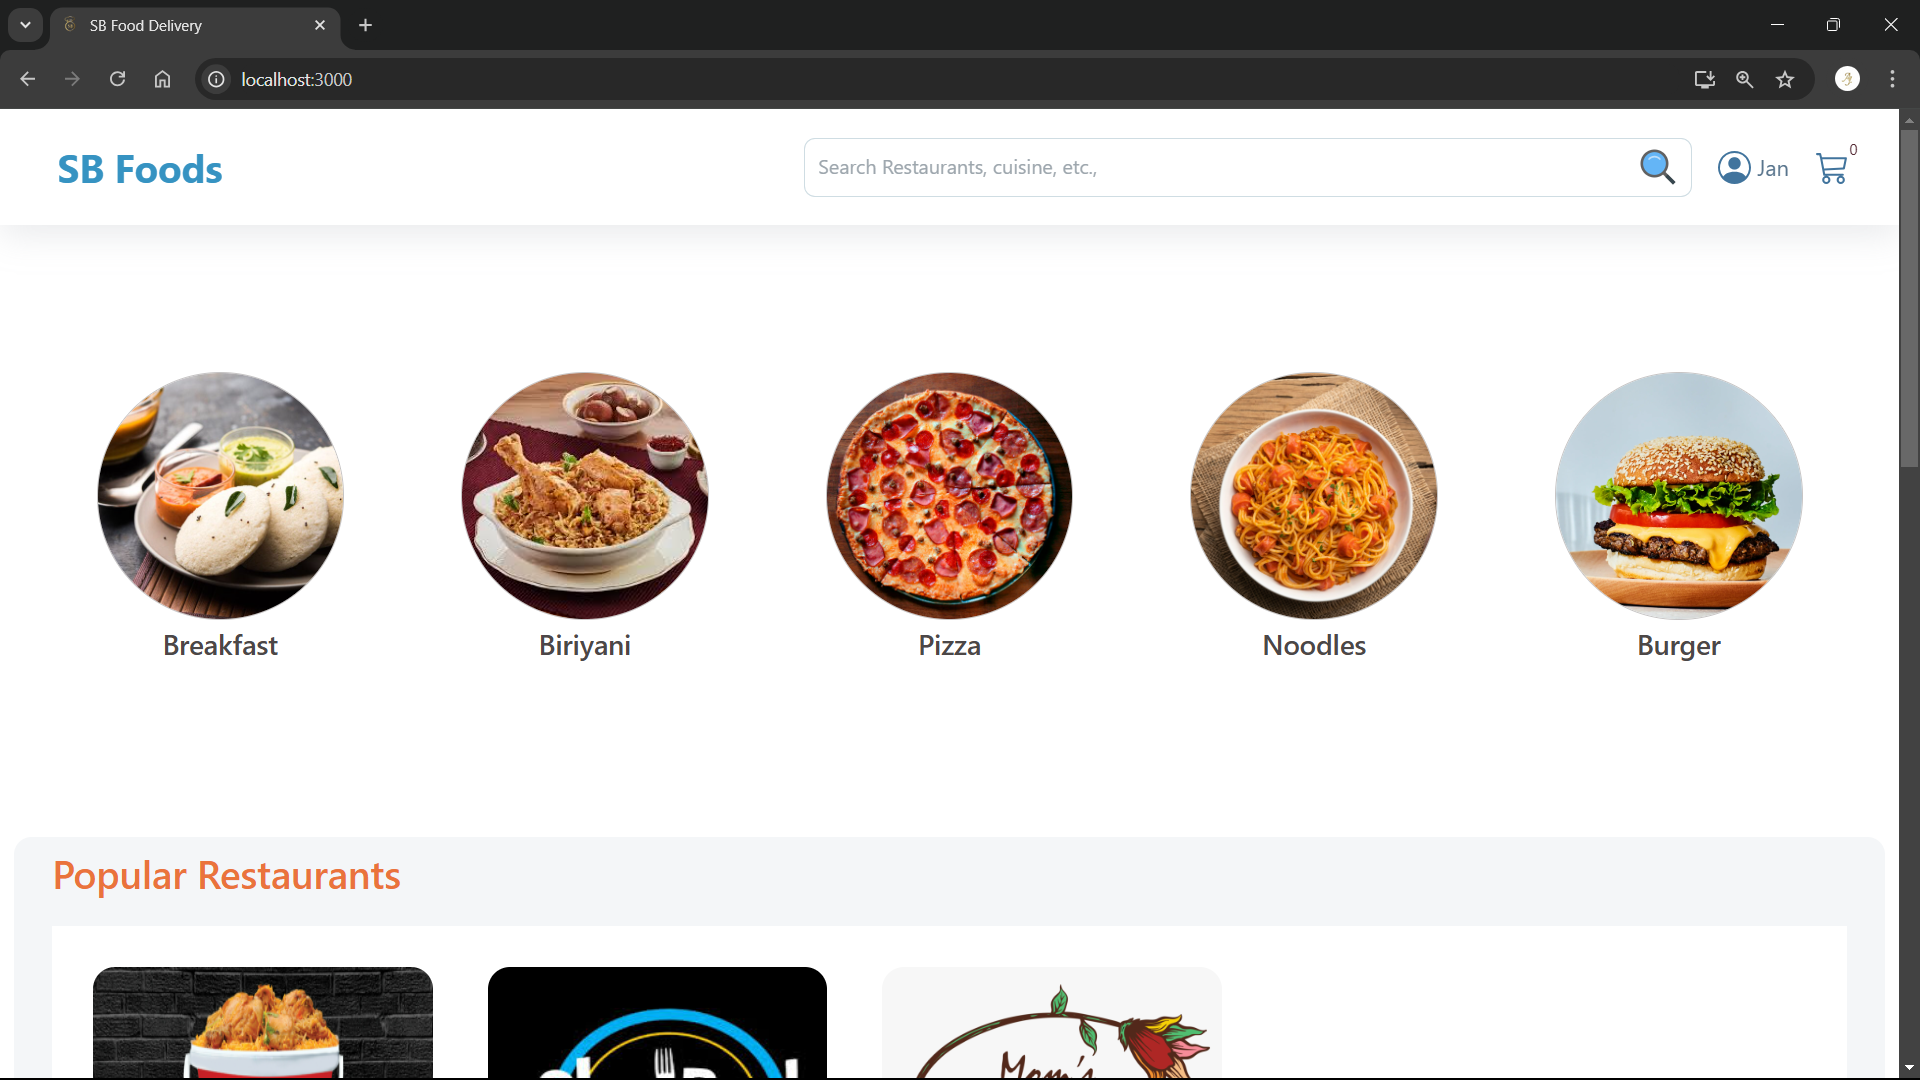 SB Food Delivery
localhost:3000
SB Foods
Search Restaurants, cuisine, etc.,
Jan
0
Breakfast
Biriyani
Pizza
Noodles
Burger
Popular Restaurants
Mom's